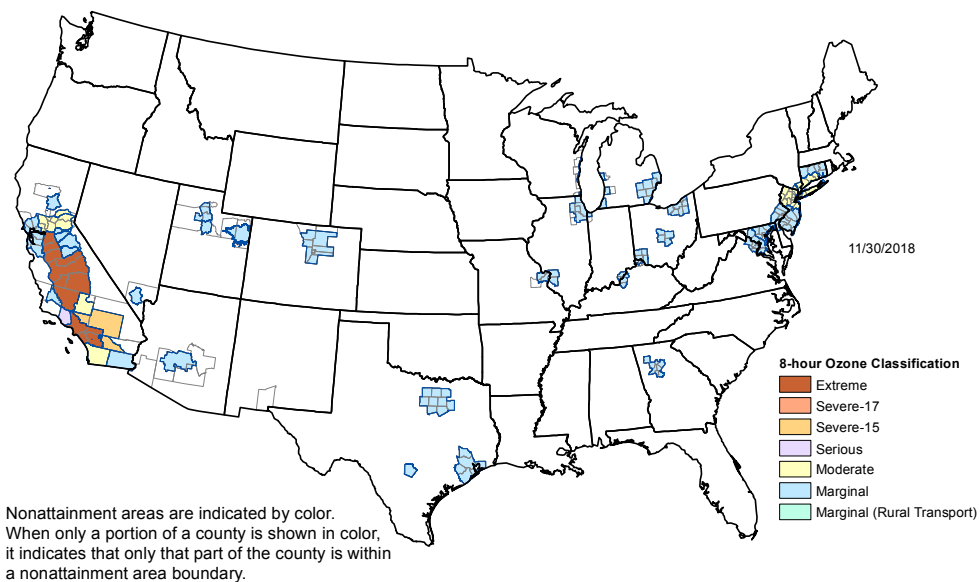 11/30/2018
8-hour Ozone Classification
Extreme
Severe-17
Severe-15
Serious
Moderate
Marginal
Marginal (Rural Transport)
Nonattainment areas are indicated by color.
When only a portion of a county is shown in color,
it indicates that only that part of the county is within
a nonattainment area boundary.